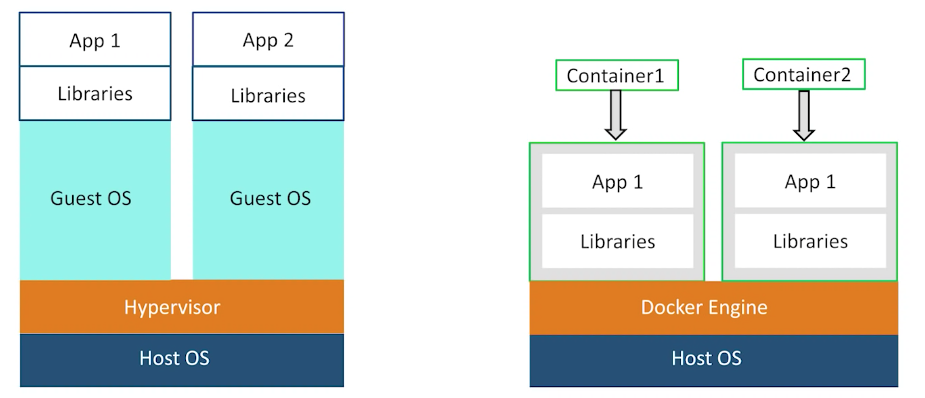 App 1
Libraries
Guest OS
App 2
Libraries
Guest OS
Hypervisor
Host OS
Container1
App 1
Libraries
Container2
App 1
Libraries
Docker Engine
Host OS